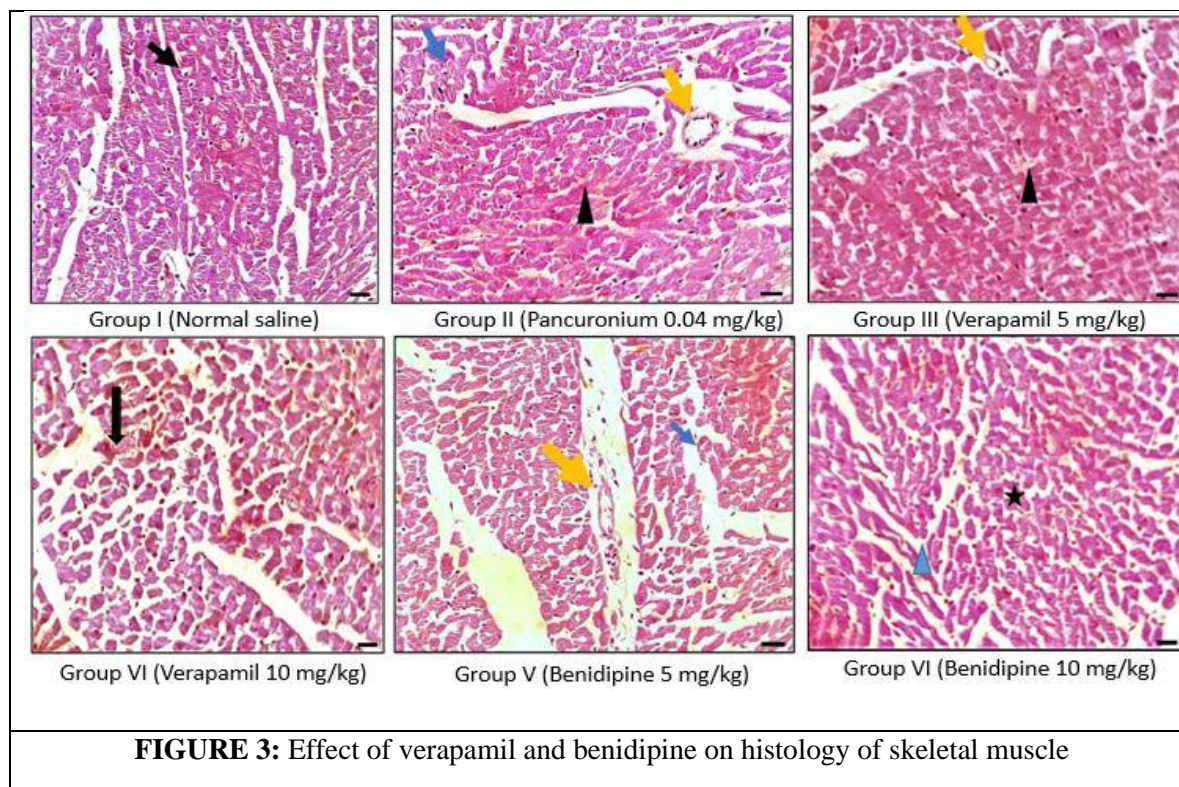 Group I (Normal saline)
Group II (Pancuronium 0.04 mg/kg)
Group III (Verapamil 5 mg/kg)
Group VI (Verapamil 10 mg/kg)
Group V (Benidipine 5 mg/kg)
Group VI (Benidipine 10 mg/kg)
FIGURE 3: Effect of verapamil and benidipine on histology of skeletal muscle